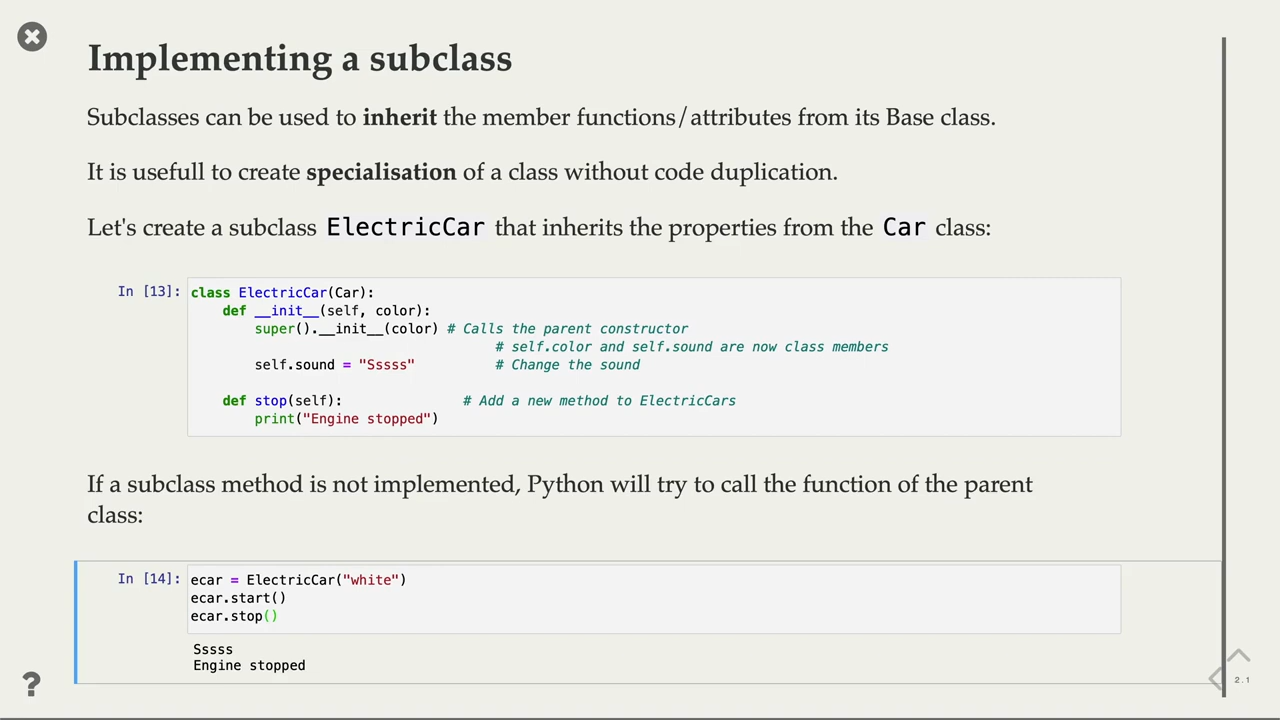 Implementing a subclass
Subclasses can be used to inherit the member functions/attributes from its Base class.
It is usefull to create specialisation of a class without code duplication.
Let's create a subclass ElectricCar that inherits the properties from the Car class:
In [13]: class ElectricCar(Car):
    def __init__(self, color):
        super().__init__(color) # Calls the parent constructor
                                # self.color and self.sound are now class members
        self.sound = "Sssss"          # Change the sound
    def stop(self):               # Add a new method to ElectricCars
        print("Engine stopped")
If a subclass method is not implemented, Python will try to call the function of the parent
class:
In [14]: ecar = ElectricCar("white")
ecar.start()
ecar.stop()
Sssss
Engine stopped
?
2.1